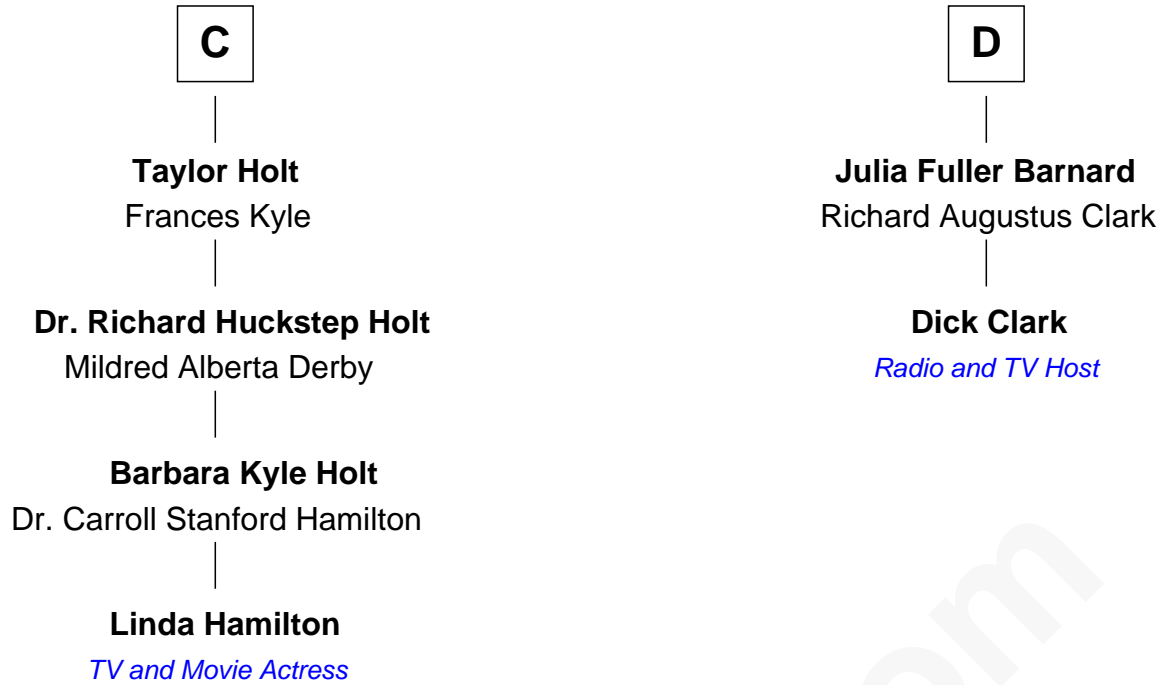 C
Taylor Holt
Frances Kyle
Dr. Richard Huckstep Holt
Mildred Alberta Derby
Barbara Kyle Holt
Dr. Carroll Stanford Hamilton
Linda Hamilton
TV and Movie Actress
D
Julia Fuller Barnard
Richard Augustus Clark
Dick Clark
Radio and TV Host
om